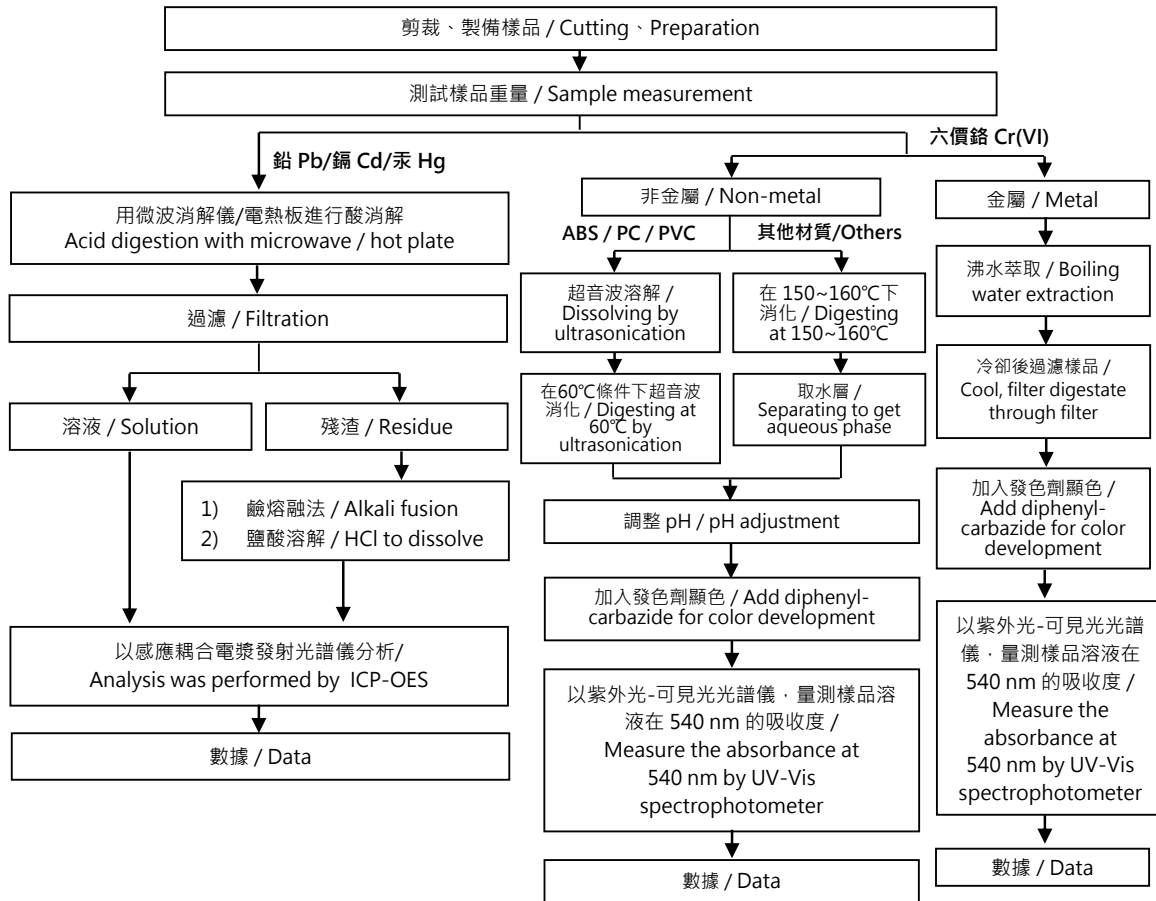 剪裁、製備樣品 / Cutting、Preparation
測試樣品重量 / Sample measurement
鉛 Pb/鎘 Cd/汞 Hg
用微波消解儀/電熱板進行酸消解
Acid digestion with microwave / hot plate
過濾 / Filtration
溶液 / Solution
殘渣 / Residue
1) 鹼熔融法 / Alkali fusion
2) 鹽酸溶解 / HCl to dissolve
以感應耦合電漿發射光譜儀分析/
Analysis was performed by ICP-OES
數據 / Data
六價鉻 Cr(VI)
非金屬 / Non-metal
ABS / PC / PVC
其他材質/Others
超音波溶解 /
Dissolving by
ultrasonication
在60℃條件下超音波
消化 / Digesting at
60℃ by
ultrasonication
在 150~160℃下
消化 / Digesting
at 150~160℃
取水層 /
Separating to get
aqueous phase
調整 pH / pH adjustment
加入發色劑顯色 / Add diphenyl-
carbazide for color development
以紫外光-可見光光譜儀，量測樣品溶
液在 540 nm 的吸收度 /
Measure the absorbance at
540 nm by UV-Vis
spectrophotometer
數據 / Data
金屬 / Metal
沸水萃取 / Boiling
water extraction
冷卻後過濾樣品 /
Cool, filter digestate
through filter
加入發色劑顯色 /
Add diphenyl-
carbazide for color
development
以紫外光-可見光光譜
儀，量測樣品溶液在
540 nm 的吸收度 /
Measure the
absorbance at
540 nm by UV-Vis
spectrophotometer
數據 / Data